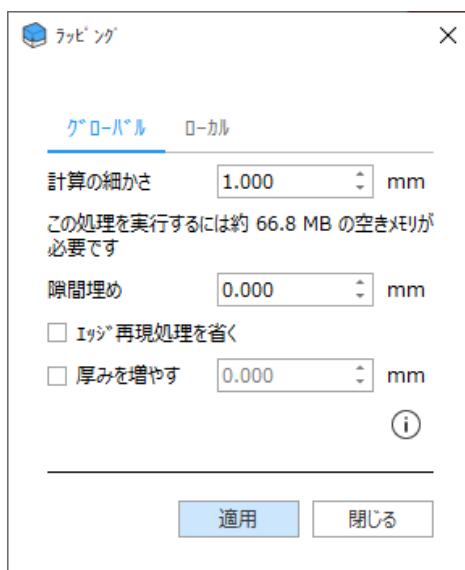 ﾗｯﾋﾟﾝｸﾞ
ｸﾞﾛｰﾊﾞﾙ ﾛｰｶﾙ
計算の細かさ 1.000 mm
この処理を実行するには約 66.8 MB の空きﾒﾓﾘが
必要です
隙間埋め 0.000 mm
ｴｯｼﾞ再現処理を省く
厚みを増やす 0.000 mm
適用 閉じる